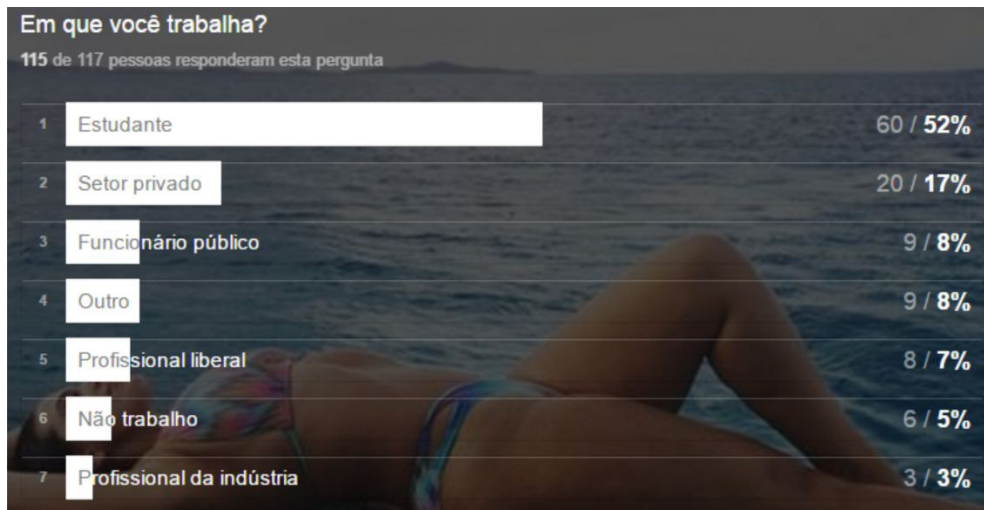 Em que você trabalha?
115 de 117 pessoas responderam esta pergunta
1 Estudante 60 / 52%
2 Setor privado 20 / 17%
3 Funcionário público 9 / 8%
4 Outro 9 / 8%
5 Profissional liberal 8 / 7%
6 Não trabalho 6 / 5%
7 Profissional da indústria 3 / 3%